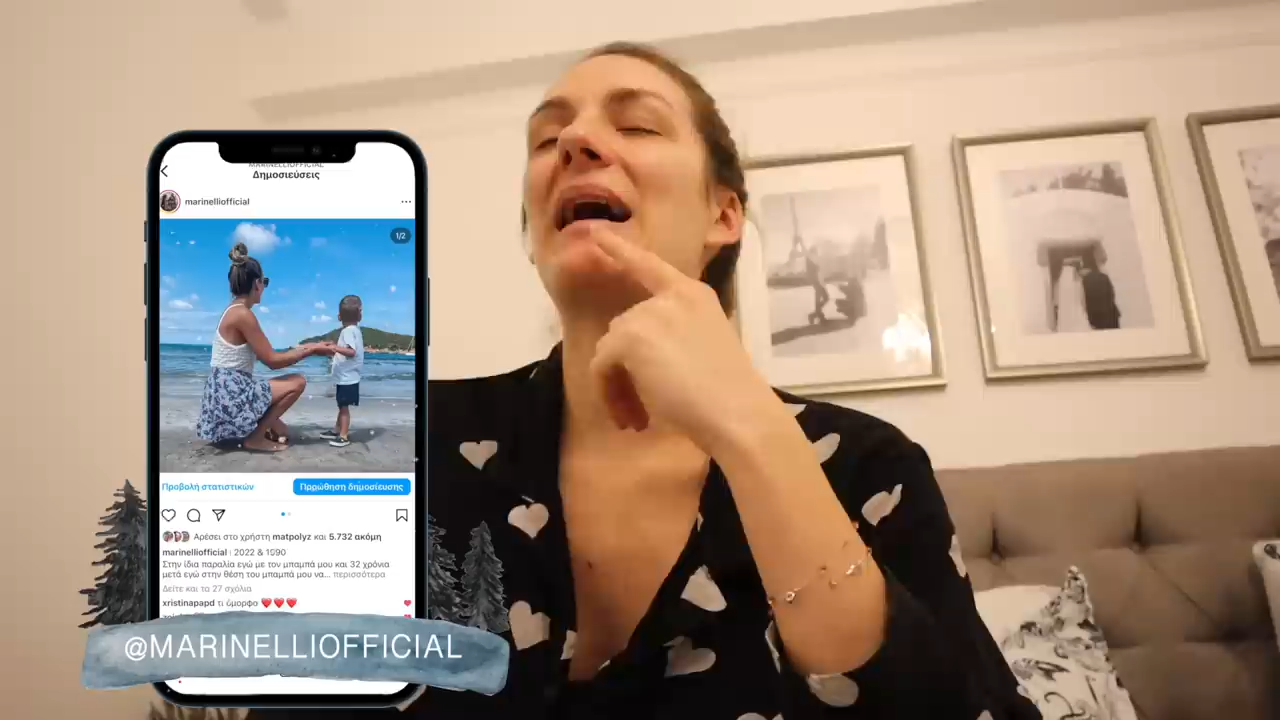 MARINELLIOFFICIAL
Δημοσιεύσεις
marinelliofficial
1/2
Προβολή στατιστικών
Προώθηση δημοσίευσης
Αρέσει στο χρήστη matpolyz και 5.732 ακόμη
marinelliofficial : 2022 & 1990
Στην ίδια παραλία εγώ με τον μπαμπά μου και 32 χρόνια
μετά εγώ στην θέση του μπαμπά μου να... περισσότερα
Δείτε και τα 27 σχόλια
xristinapapd τι όμορφο ❤❤❤
@MARINELLIOFFICIAL